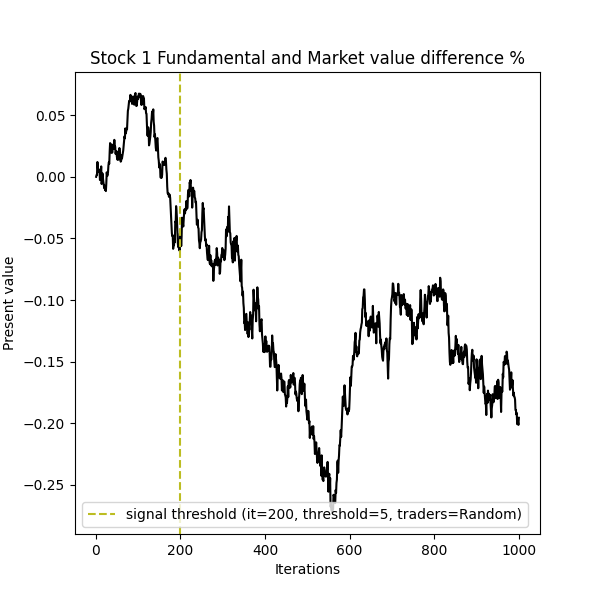 Stock 1 Fundamental and Market value difference %
Present value
0.05
0.00
−0.05
−0.10
−0.15
−0.20
−0.25
signal threshold (it=200, threshold=5, traders=Random)
0 200 400 600 800 1000
Iterations